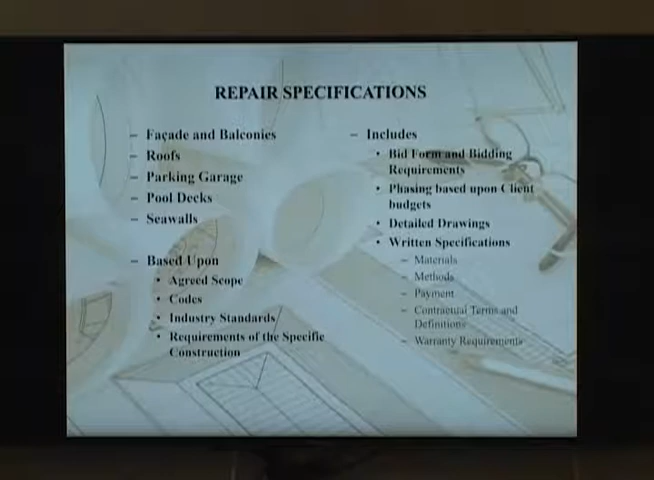 REPAIR SPECIFICATIONS
– Façade and Balconies
– Roofs
– Parking Garage
– Pool Decks
– Seawalls
– Based Upon
• Agreed Scope
• Codes
• Industry Standards
• Requirements of the Specific
Construction
– Includes
• Bid Form and Bidding
Requirements
• Phasing based upon Client
budgets
• Detailed Drawings
• Written Specifications
– Materials
– Methods
– Payment
– Contractual Terms and
Definitions
– Warranty Requirements